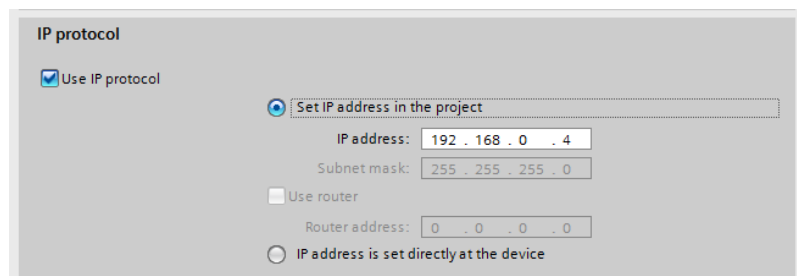 IP protocol
Use IP protocol
Set IP address in the project
IP address: 192 . 168 . 0 . 4
Subnet mask: 255 . 255 . 255 . 0
Use router
Router address: 0 . 0 . 0 . 0
IP address is set directly at the device